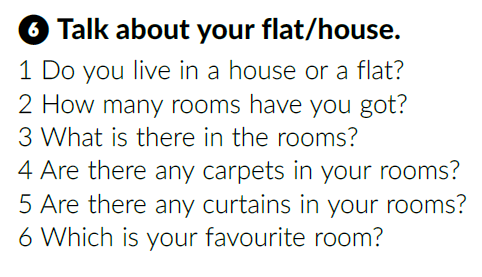 6 Talk about your flat/house.
1 Do you live in a house or a flat?
2 How many rooms have you got?
3 What is there in the rooms?
4 Are there any carpets in your rooms?
5 Are there any curtains in your rooms?
6 Which is your favourite room?